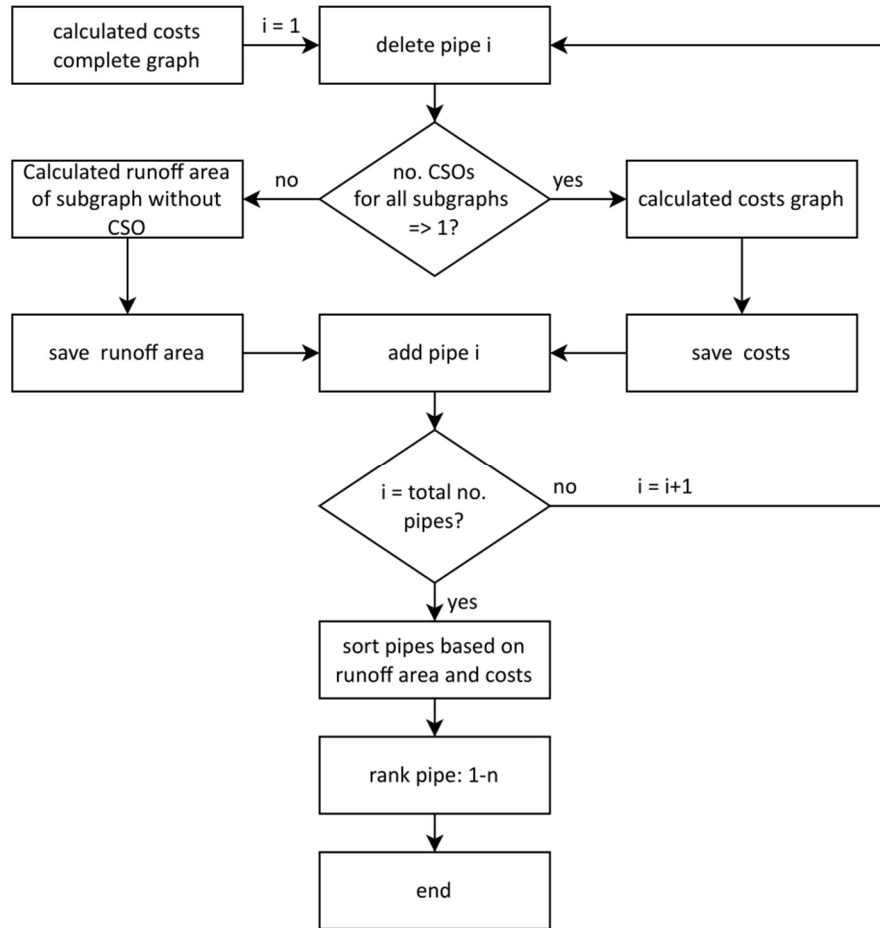 calculated costs
complete graph
i = 1
delete pipe i
Calculated runoff area
of subgraph without
CSO
no
no. CSOs
for all subgraphs
=> 1?
yes
calculated costs graph
save  runoff area
add pipe i
save  costs
i = total no.
pipes?
no
i = i+1
yes
sort pipes based on
runoff area and costs
rank pipe: 1-n
end